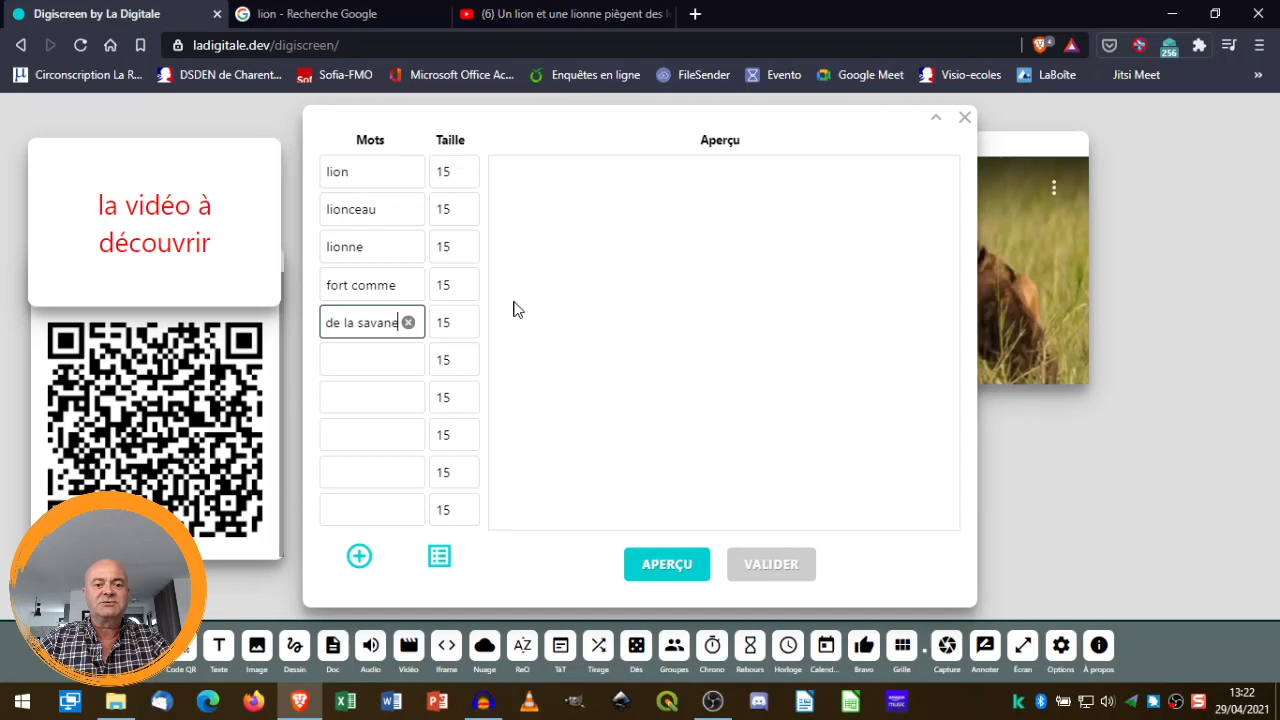 Digiscreen by La Digitale
lion - Recherche Google
(6) Un lion et une lionne piègent des l
ladigitale.dev/digiscreen/
4
256
Circonscription La R...
DSDEN de Charent...
Sofia-FMO
Microsoft Office Ac...
Enquêtes en ligne
FileSender
Evento
Google Meet
Visio-ecoles...
LaBoîte
Jitsi Meet
la vidéo à
découvrir
Mots
Taille
Aperçu
lion
15
lionceau
15
lionne
15
fort comme
15
de la savane
15
15
15
15
15
15
APERÇU
VALIDER
Code QR
Texte
Image
Dessin
Doc
Audio
Vidéo
Iframe
Nuage
ReO
TàT
Tirage
Dés
Groupes
Chrono
Rebours
Horloge
Calend...
Bravo
Grille
Capture
Annoter
Écran
Options
À propos
13:22
29/04/2021